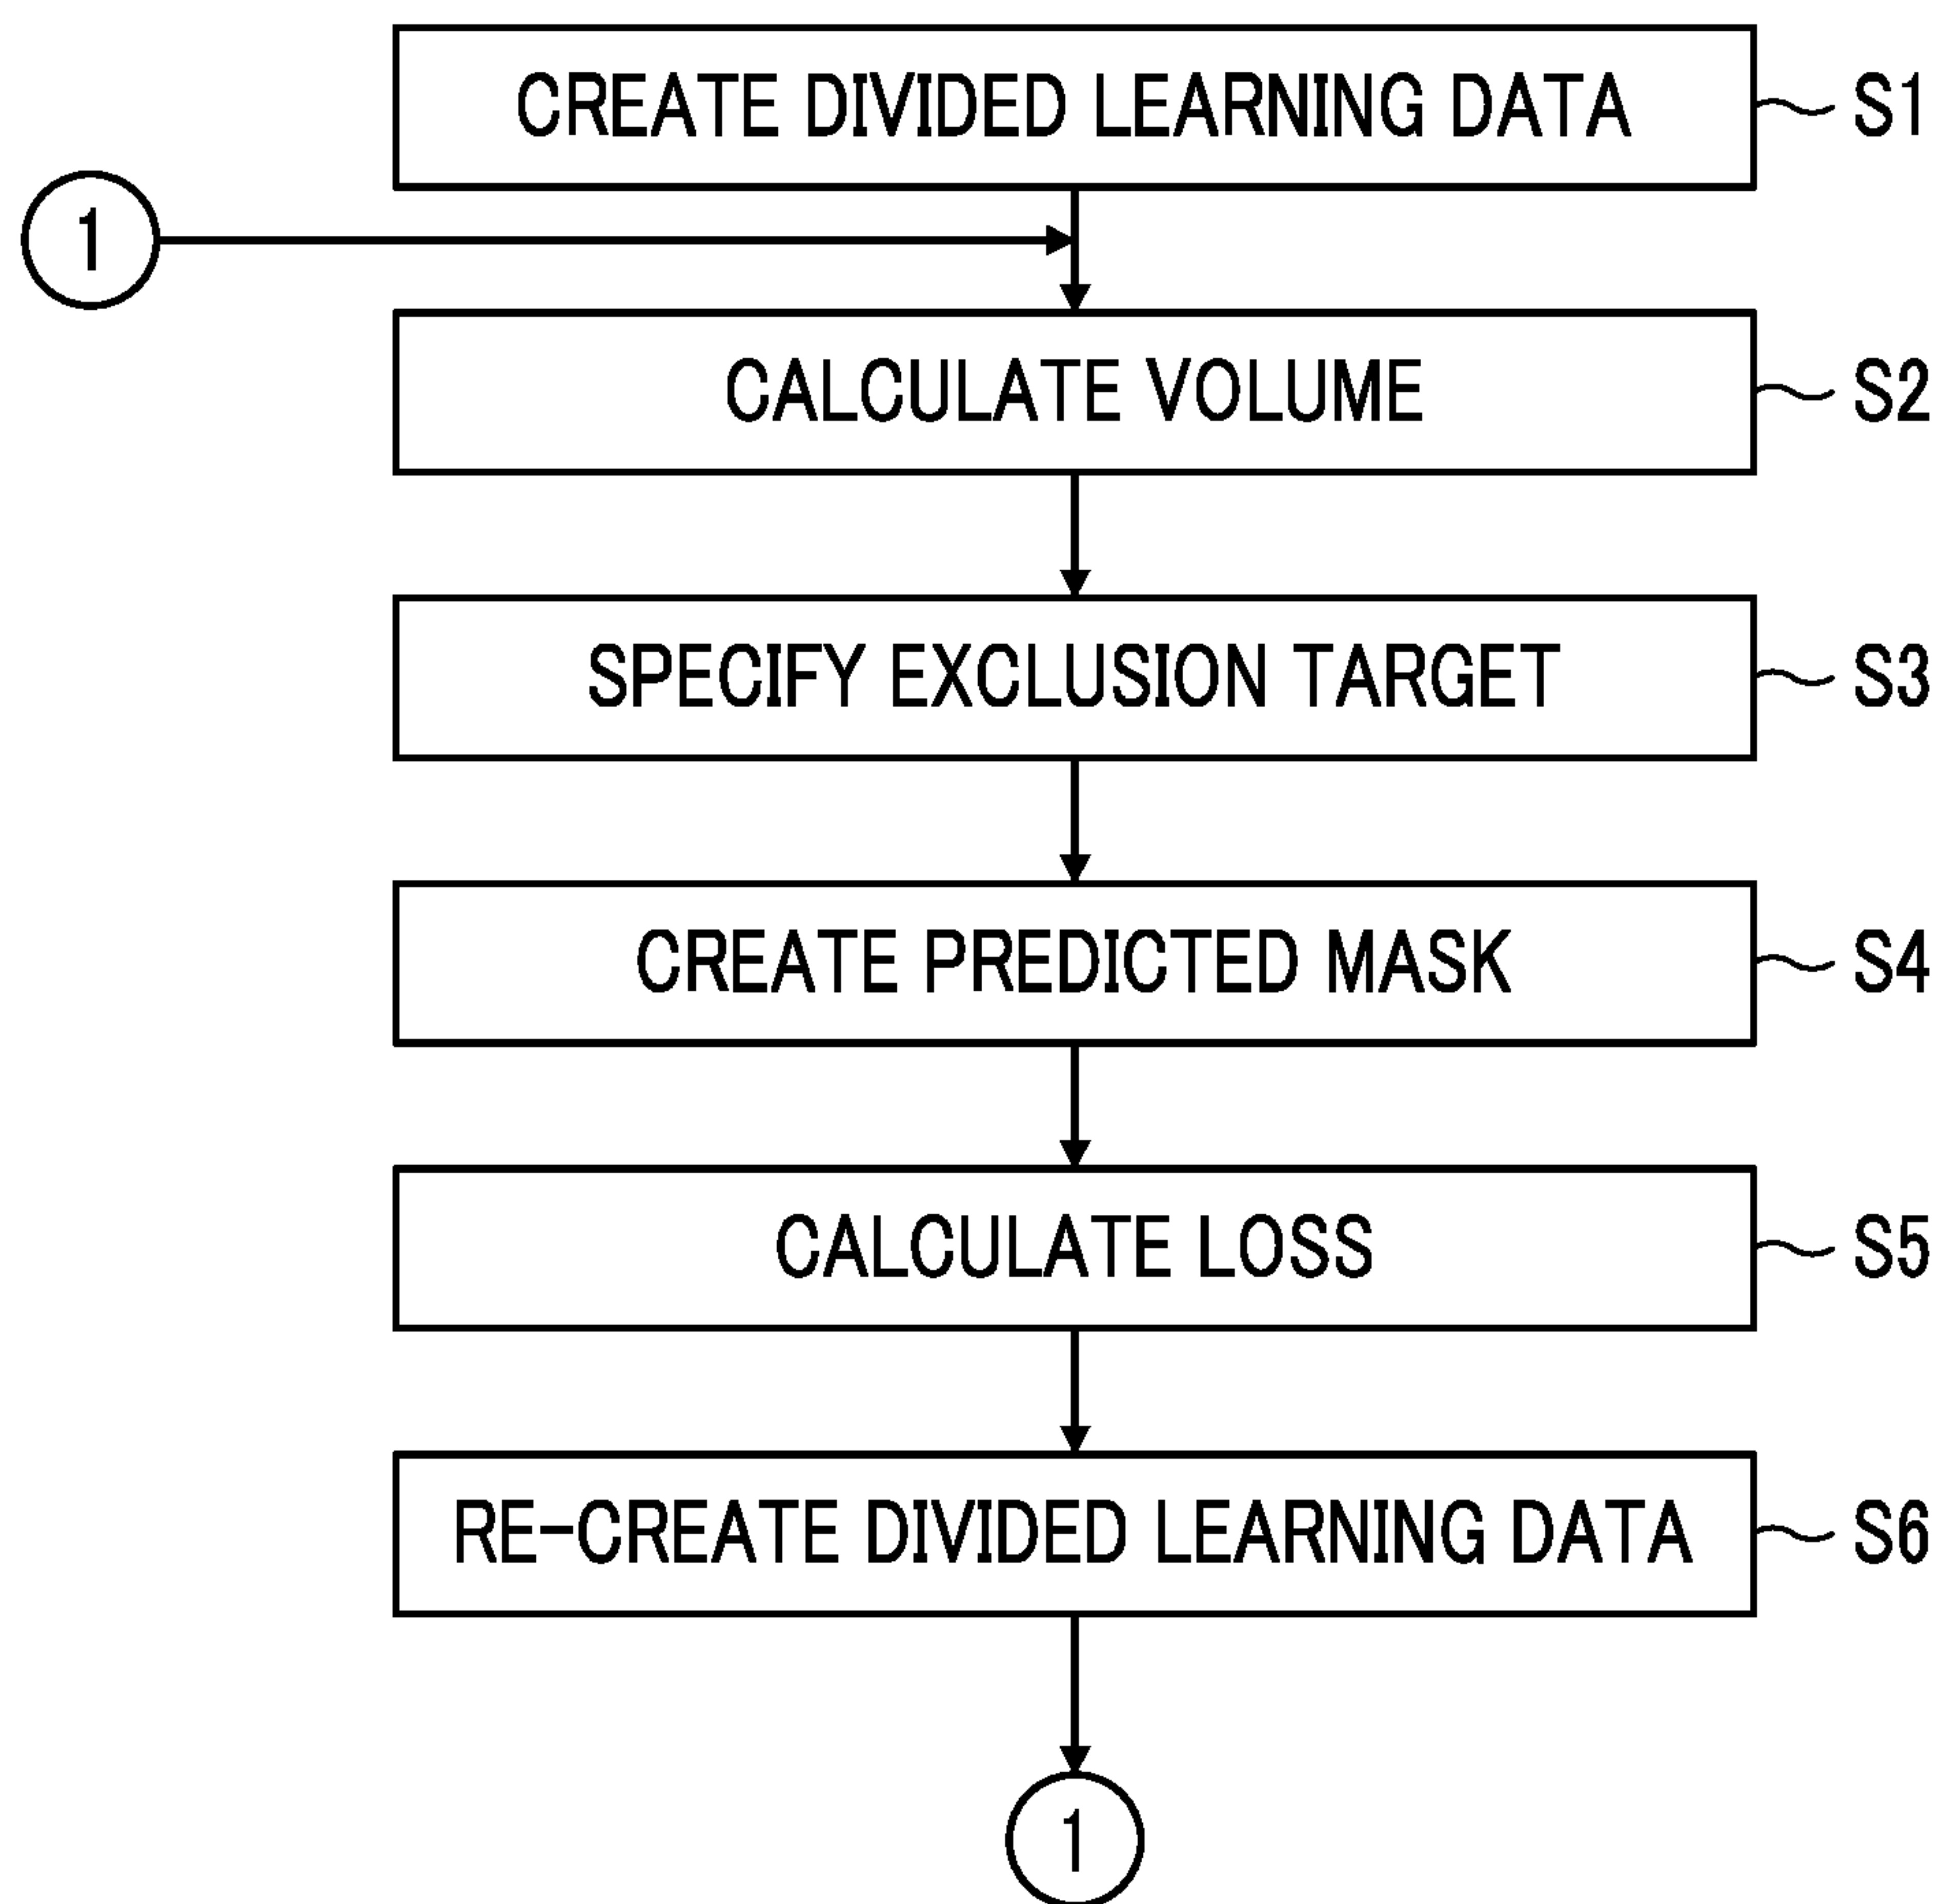 CREATE DIVIDED LEARNING DATA S1
1
CALCULATE VOLUME S2
SPECIFY EXCLUSION TARGET S3
CREATE PREDICTED MASK S4
CALCULATE LOSS S5
RE-CREATE DIVIDED LEARNING DATA S6
1